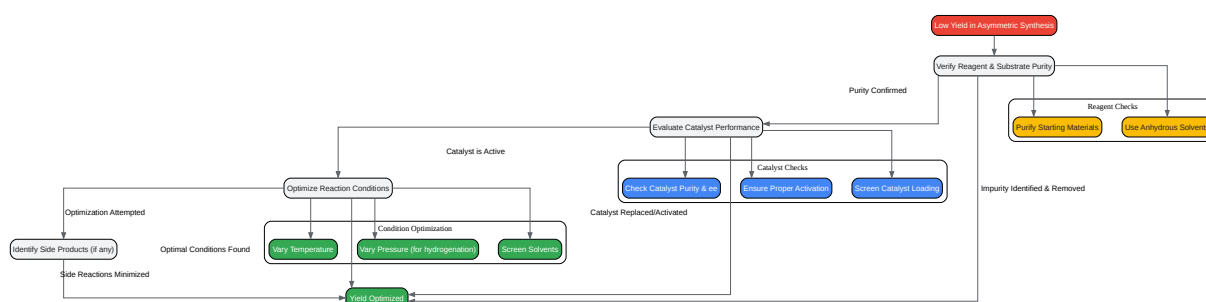 Low Yield in Asymmetric Synthesis
Verify Reagent & Substrate Purity
Purity Confirmed
Reagent Checks
Evaluate Catalyst Performance
Purify Starting Materials
Use Anhydrous Solvents
Catalyst is Active
Catalyst Checks
Optimize Reaction Conditions
Check Catalyst Purity & ee
Ensure Proper Activation
Screen Catalyst Loading
Impurity Identified & Removed
Optimization Attempted
Catalyst Replaced/Activated
Condition Optimization
Identify Side Products (if any)
Optimal Conditions Found
Vary Temperature
Vary Pressure (for hydrogenation)
Screen Solvents
Side Reactions Minimized
Yield Optimized